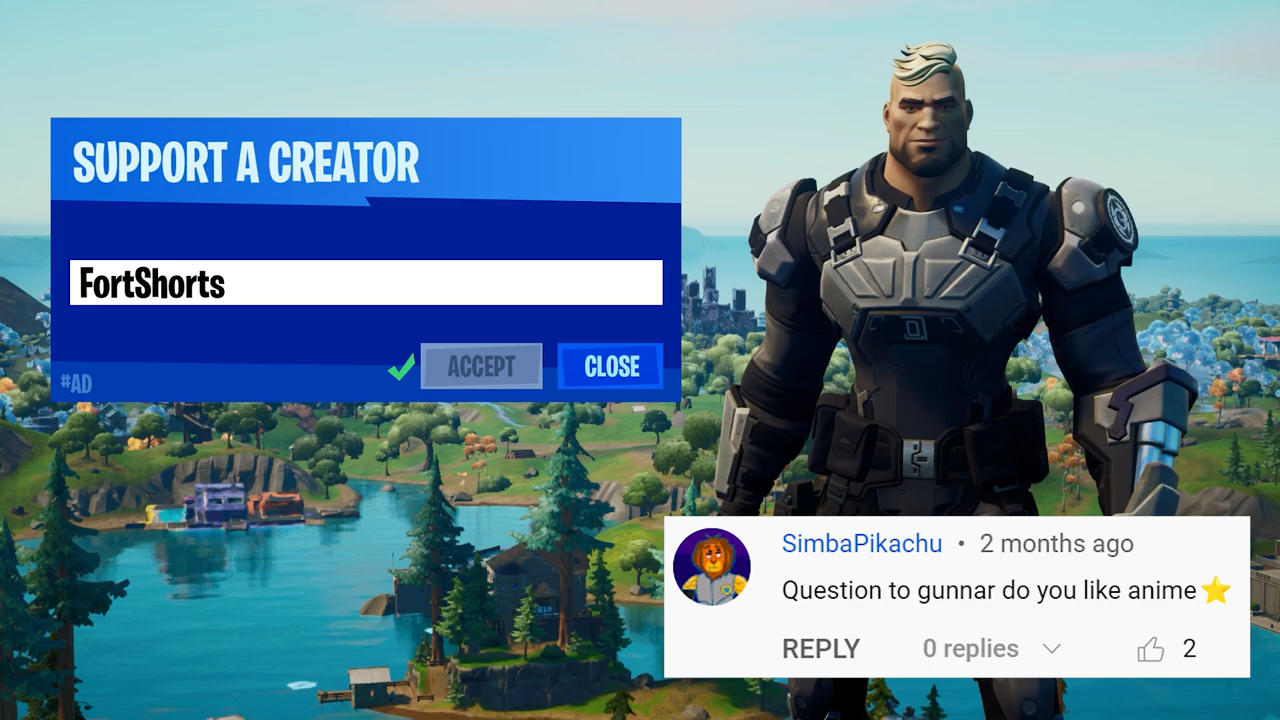 SUPPORT A CREATOR
FortShorts
ACCEPT
CLOSE
#AD
SimbaPikachu • 2 months ago
Question to gunnar do you like anime⭐
REPLY 0 replies 2